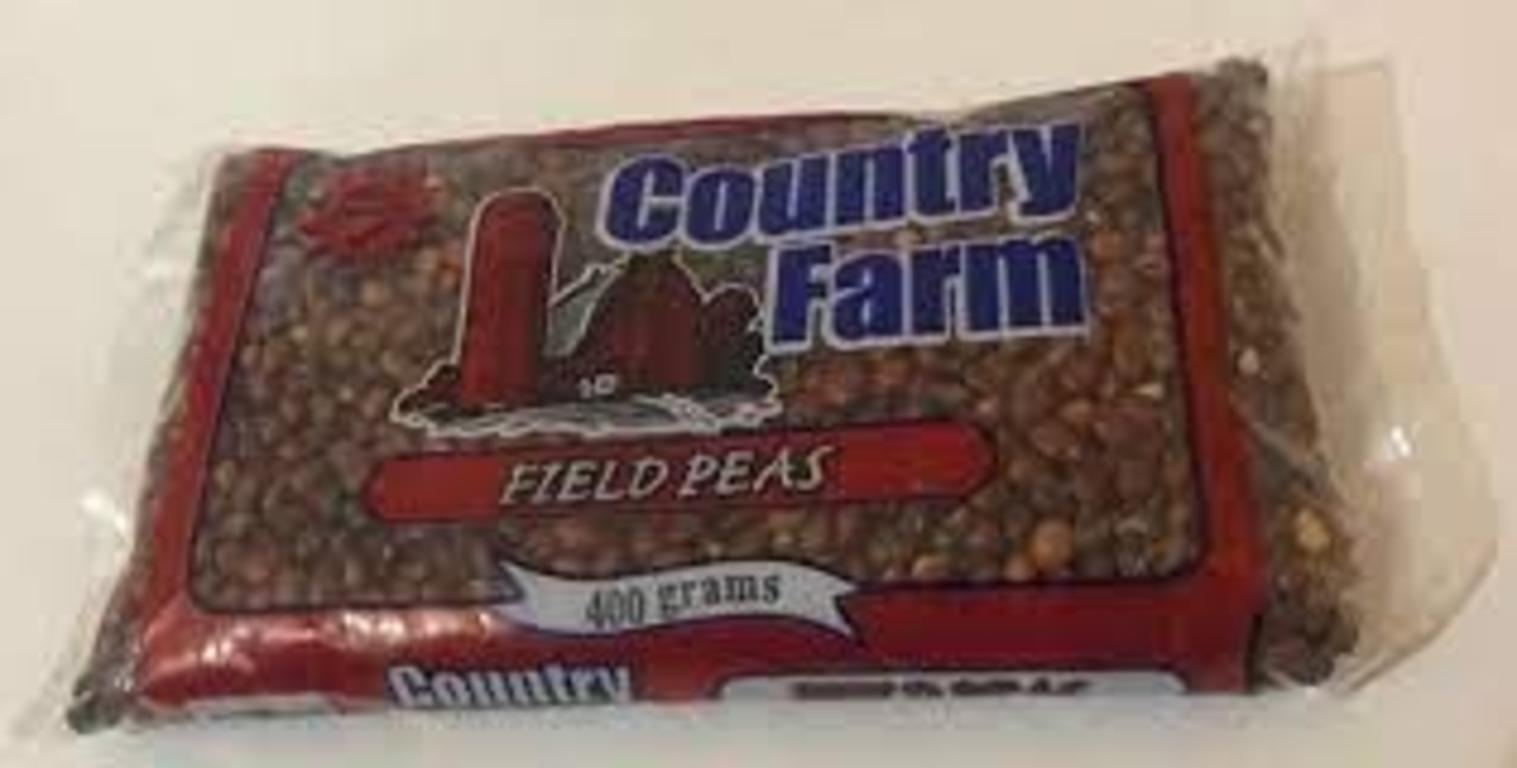 Country
Farm
FIELD PEAS
400 grams
Country